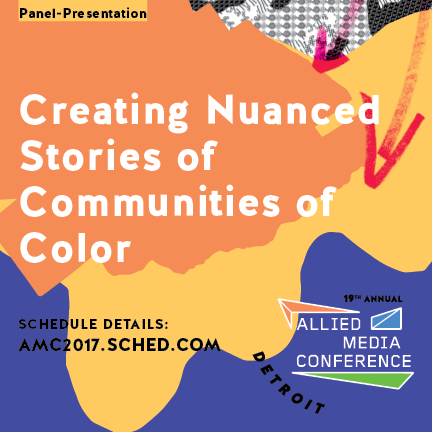 Panel-Presentation
Creating Nuanced
Stories of
Communities of
Color
SCHEDULE DETAILS:
AMC2017.SCHED.COM
19TH ANNUAL
ALLIED
MEDIA
CONFERENCE
DETROIT